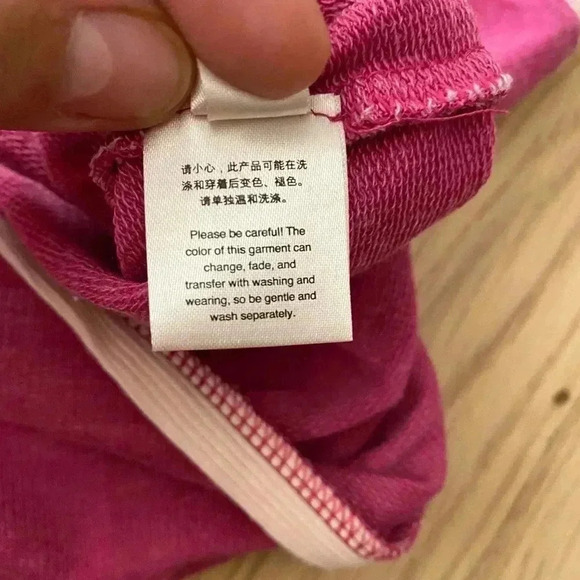 请小心，此产品可能在洗
涤和穿着后变色、褪色。
请单独温和洗涤。
Please be careful! The
color of this garment can
change, fade, and
transfer with washing and
wearing, so be gentle and
wash separately.